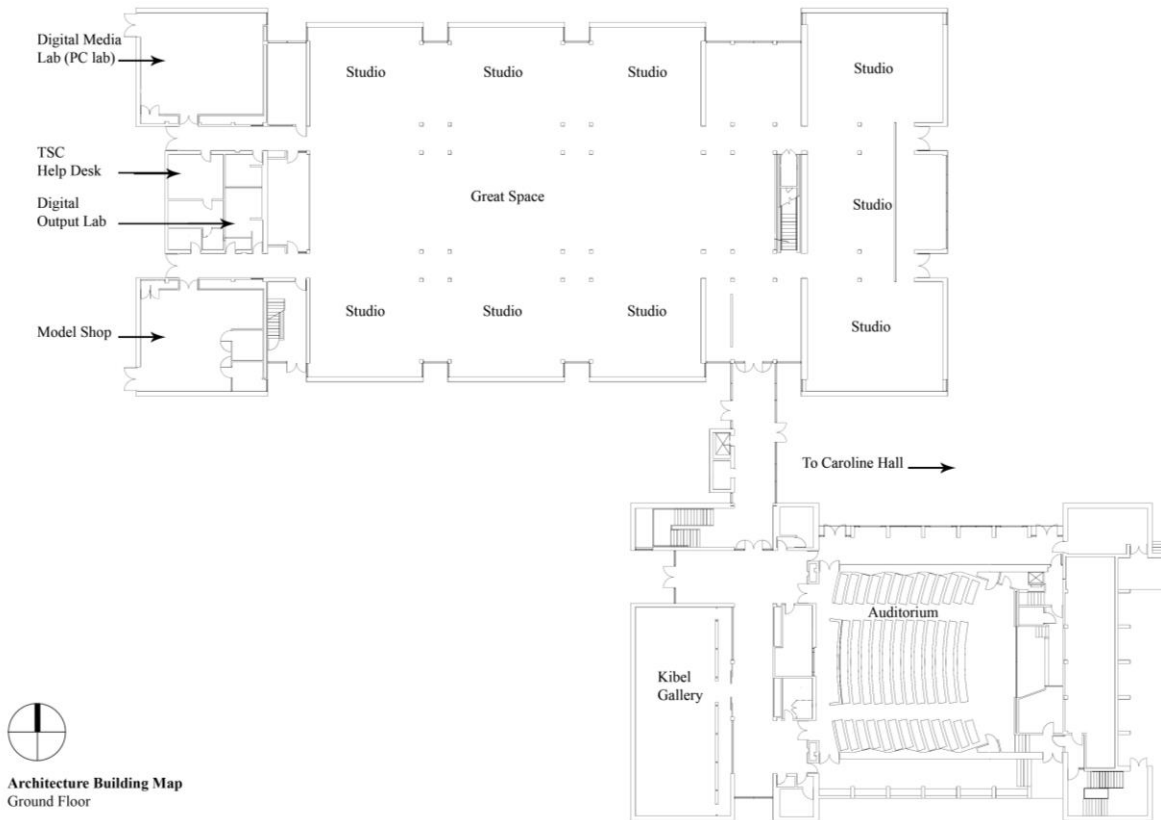 Digital Media
Lab (PC lab)
Studio
Studio
Studio
Studio
TSC
Help Desk
Digital
Output Lab
Great Space
Studio
Model Shop
Studio
Studio
Studio
Studio
To Caroline Hall
Auditorium
Kibel
Gallery
Architecture Building Map
Ground Floor